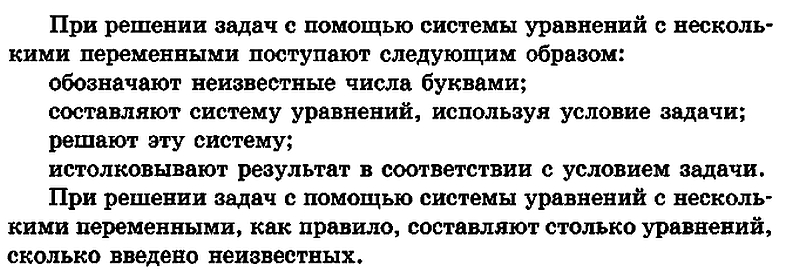 При решении задач с помощью системы уравнений с несколь-
кими переменными поступают следующим образом:
обозначают неизвестные числа буквами;
составляют систему уравнений, используя условие задачи;
решают эту систему;
истолковывают результат в соответствии с условием задачи.
При решении задач с помощью системы уравнений с несколь-
кими переменными, как правило, составляют столько уравнений,
сколько введено неизвестных.